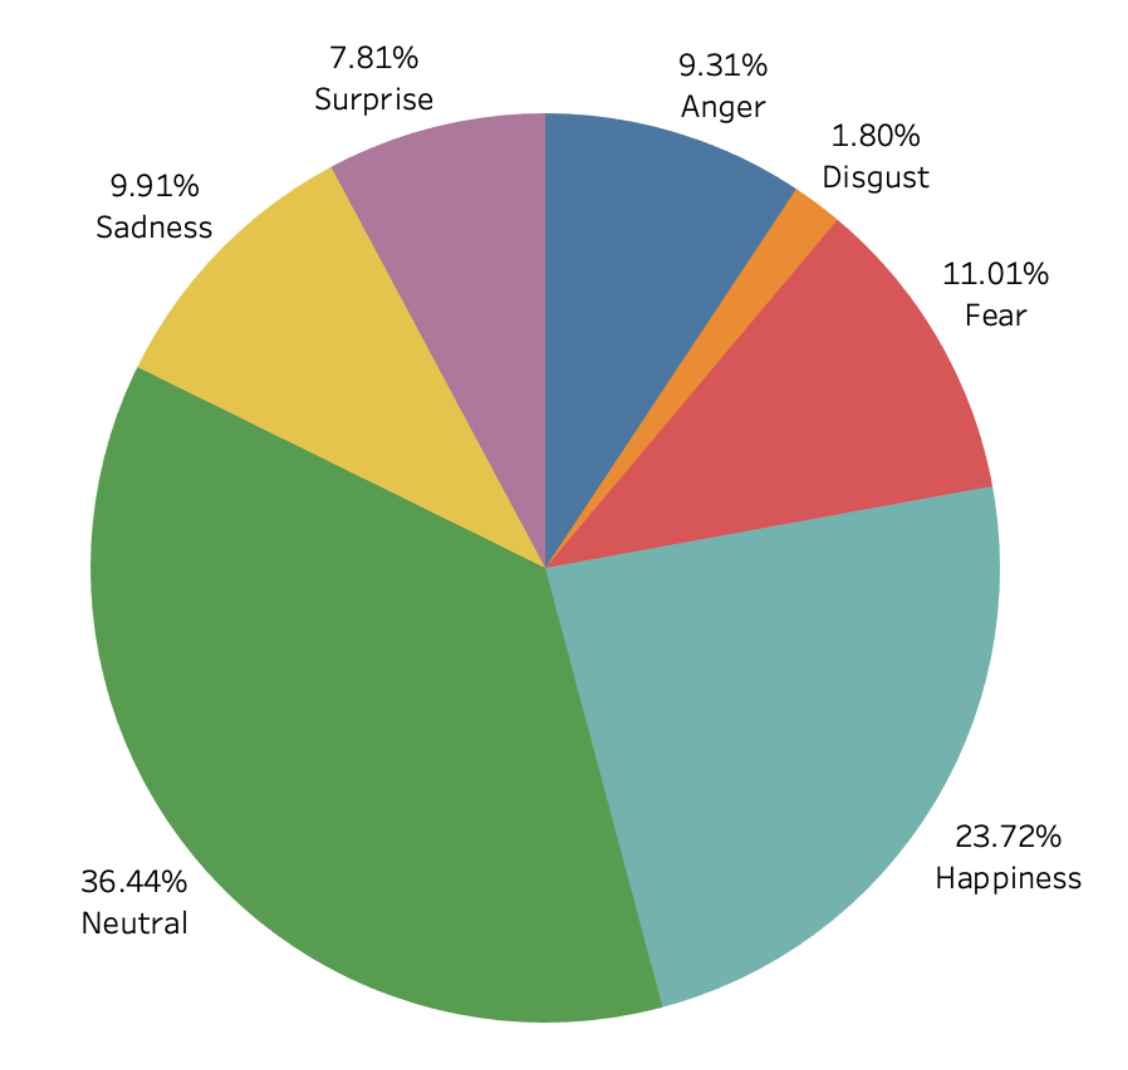 7.81%
Surprise
9.31%
Anger
1.80%
Disgust
9.91%
Sadness
11.01%
Fear
23.72%
Happiness
36.44%
Neutral